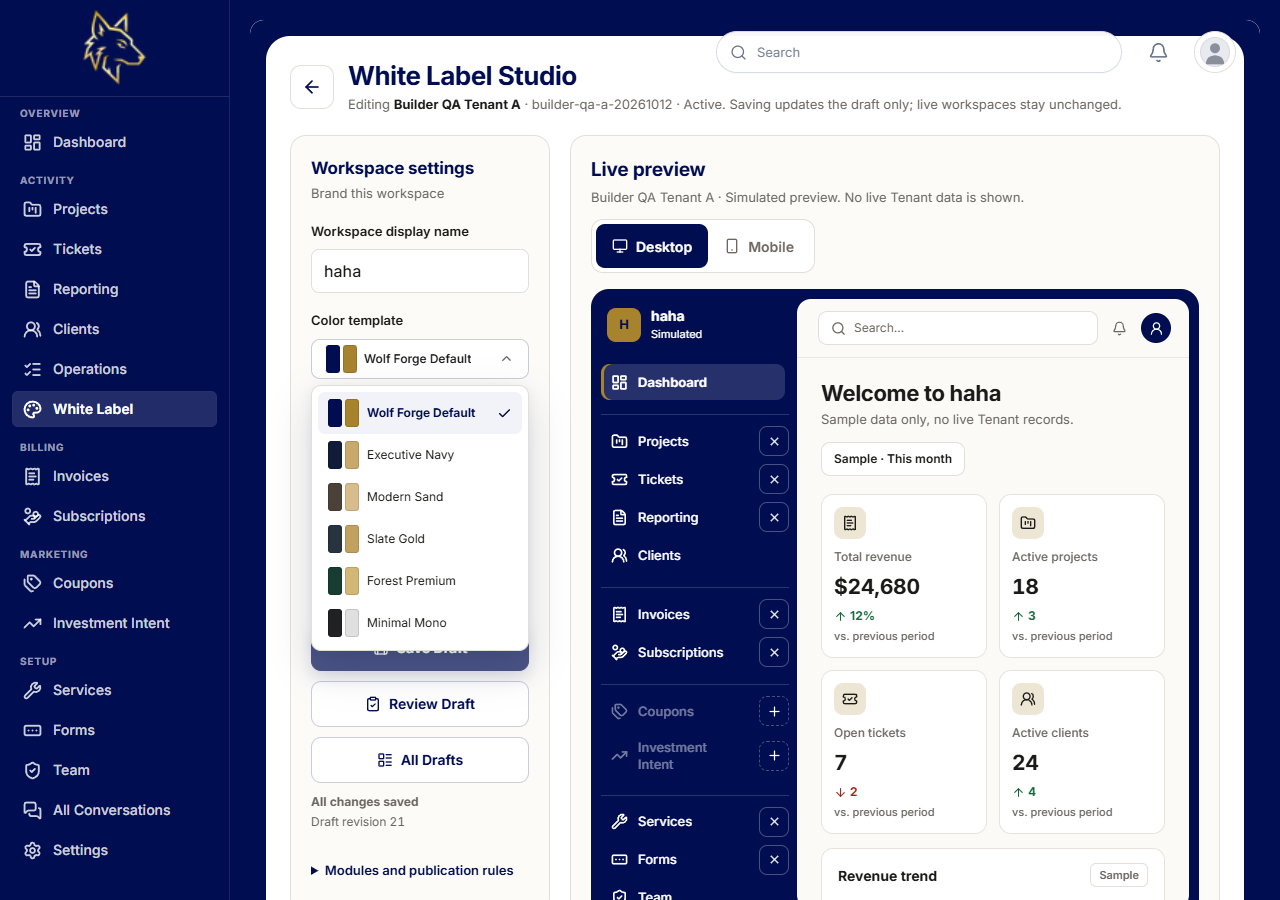 OVERVIEW
Dashboard
ACTIVITY
Projects
Tickets
Reporting
Clients
Operations
White Label
BILLING
Invoices
Subscriptions
MARKETING
Coupons
Investment Intent
SETUP
Services
Forms
Team
All Conversations
Settings
Search
White Label Studio
Editing Builder QA Tenant A · builder-qa-a-20261012 · Active. Saving updates the draft only; live workspaces stay unchanged.
Workspace settings
Brand this workspace
Workspace display name
haha
Color template
Wolf Forge Default
Wolf Forge Default
Executive Navy
Modern Sand
Slate Gold
Forest Premium
Minimal Mono
Save Draft
Review Draft
All Drafts
All changes saved
Draft revision 21
Modules and publication rules
Live preview
Builder QA Tenant A · Simulated preview. No live Tenant data is shown.
Desktop
Mobile
H
haha
Simulated
Dashboard
Projects
Tickets
Reporting
Clients
Invoices
Subscriptions
Coupons
Investment
Intent
Services
Forms
Team
Search...
Welcome to haha
Sample data only, no live Tenant records.
Sample · This month
Total revenue
$24,680
12%
vs. previous period
Active projects
18
3
vs. previous period
Open tickets
7
2
vs. previous period
Active clients
24
4
vs. previous period
Revenue trend
Sample